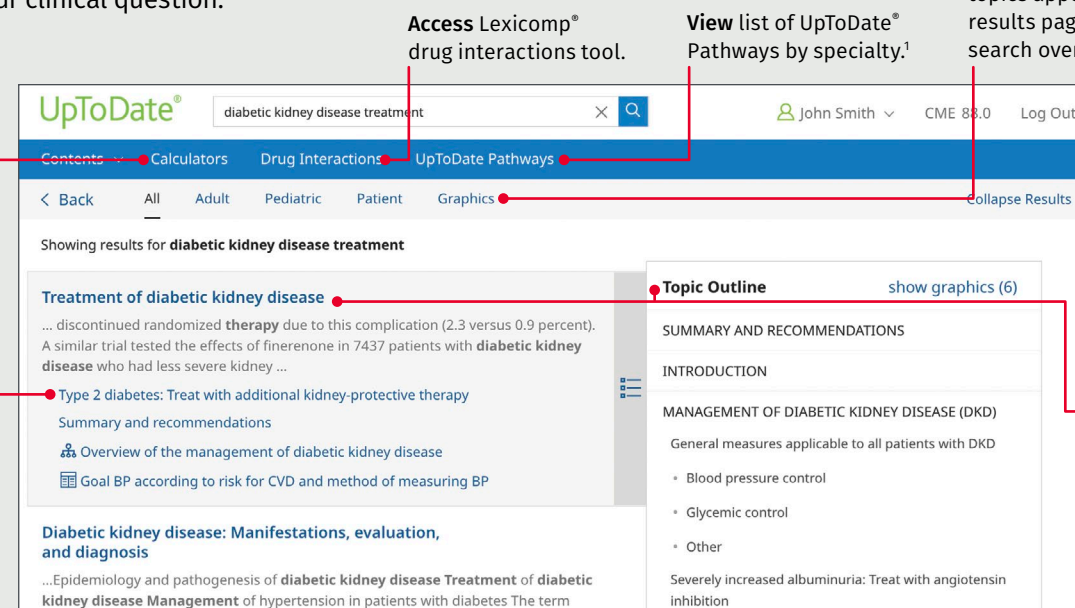 ur clinical question.
Access Lexicomp®
drug interactions tool.
View list of UpToDate®
Pathways by specialty.¹
results pag
search over
UpToDate®
diabetic kidney disease treatment
John Smith
CME 88.0
Log Out
Contents
Calculators
Drug Interactions
UpToDate Pathways
Back
All
Adult
Pediatric
Patient
Graphics
Collapse Results
Showing results for diabetic kidney disease treatment
Treatment of diabetic kidney disease
... discontinued randomized therapy due to this complication (2.3 versus 0.9 percent).
A similar trial tested the effects of finerenone in 7437 patients with diabetic kidney
disease who had less severe kidney ...
Type 2 diabetes: Treat with additional kidney-protective therapy
Summary and recommendations
Overview of the management of diabetic kidney disease
Goal BP according to risk for CVD and method of measuring BP
Diabetic kidney disease: Manifestations, evaluation,
and diagnosis
...Epidemiology and pathogenesis of diabetic kidney disease Treatment of diabetic
kidney disease Management of hypertension in patients with diabetes The term
Topic Outline
show graphics (6)
SUMMARY AND RECOMMENDATIONS
INTRODUCTION
MANAGEMENT OF DIABETIC KIDNEY DISEASE (DKD)
General measures applicable to all patients with DKD
• Blood pressure control
• Glycemic control
• Other
Severely increased albuminuria: Treat with angiotensin
inhibition